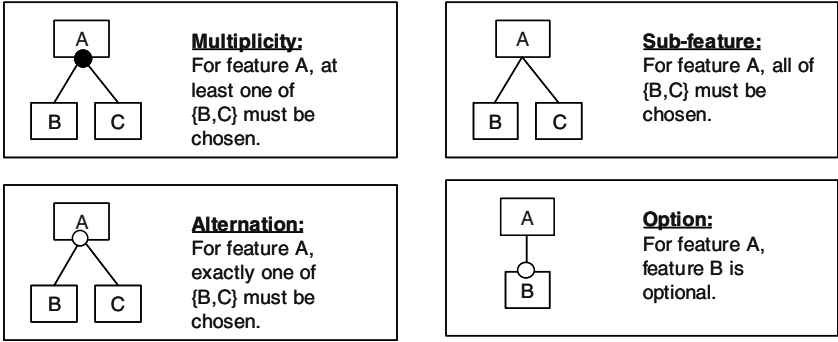 A
B
C
Multiplicity:
For feature A, at
least one of
{B,C} must be
chosen.
A
B
C
Sub-feature:
For feature A, all of
{B,C} must be
chosen.
A
B
C
Alternation:
For feature A,
exactly one of
{B,C} must be
chosen.
A
B
Option:
For feature A,
feature B is
optional.